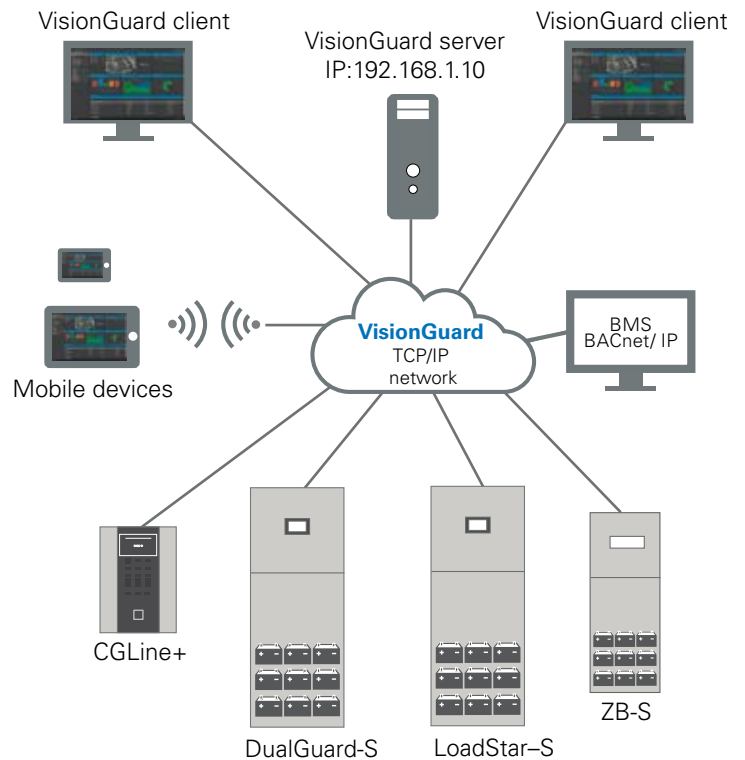 VisionGuard client
VisionGuard server
IP:192.168.1.10
VisionGuard client
VisionGuard
TCP/IP
network
BMS
BACnet/ IP
Mobile devices
CGLine+
DualGuard-S
LoadStar–S
ZB-S